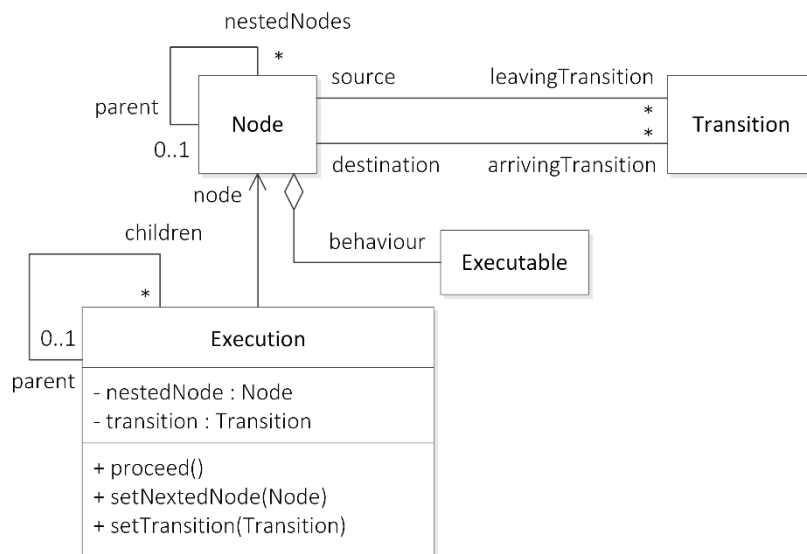 nestedNodes
*
source
leavingTransition
parent
Node
*
Transition
*
0..1
destination
arrivingTransition
node
children
behaviour
Executable
*
0..1
Execution
parent
- nestedNode : Node
- transition : Transition
+ proceed()
+ setNextedNode(Node)
+ setTransition(Transition)